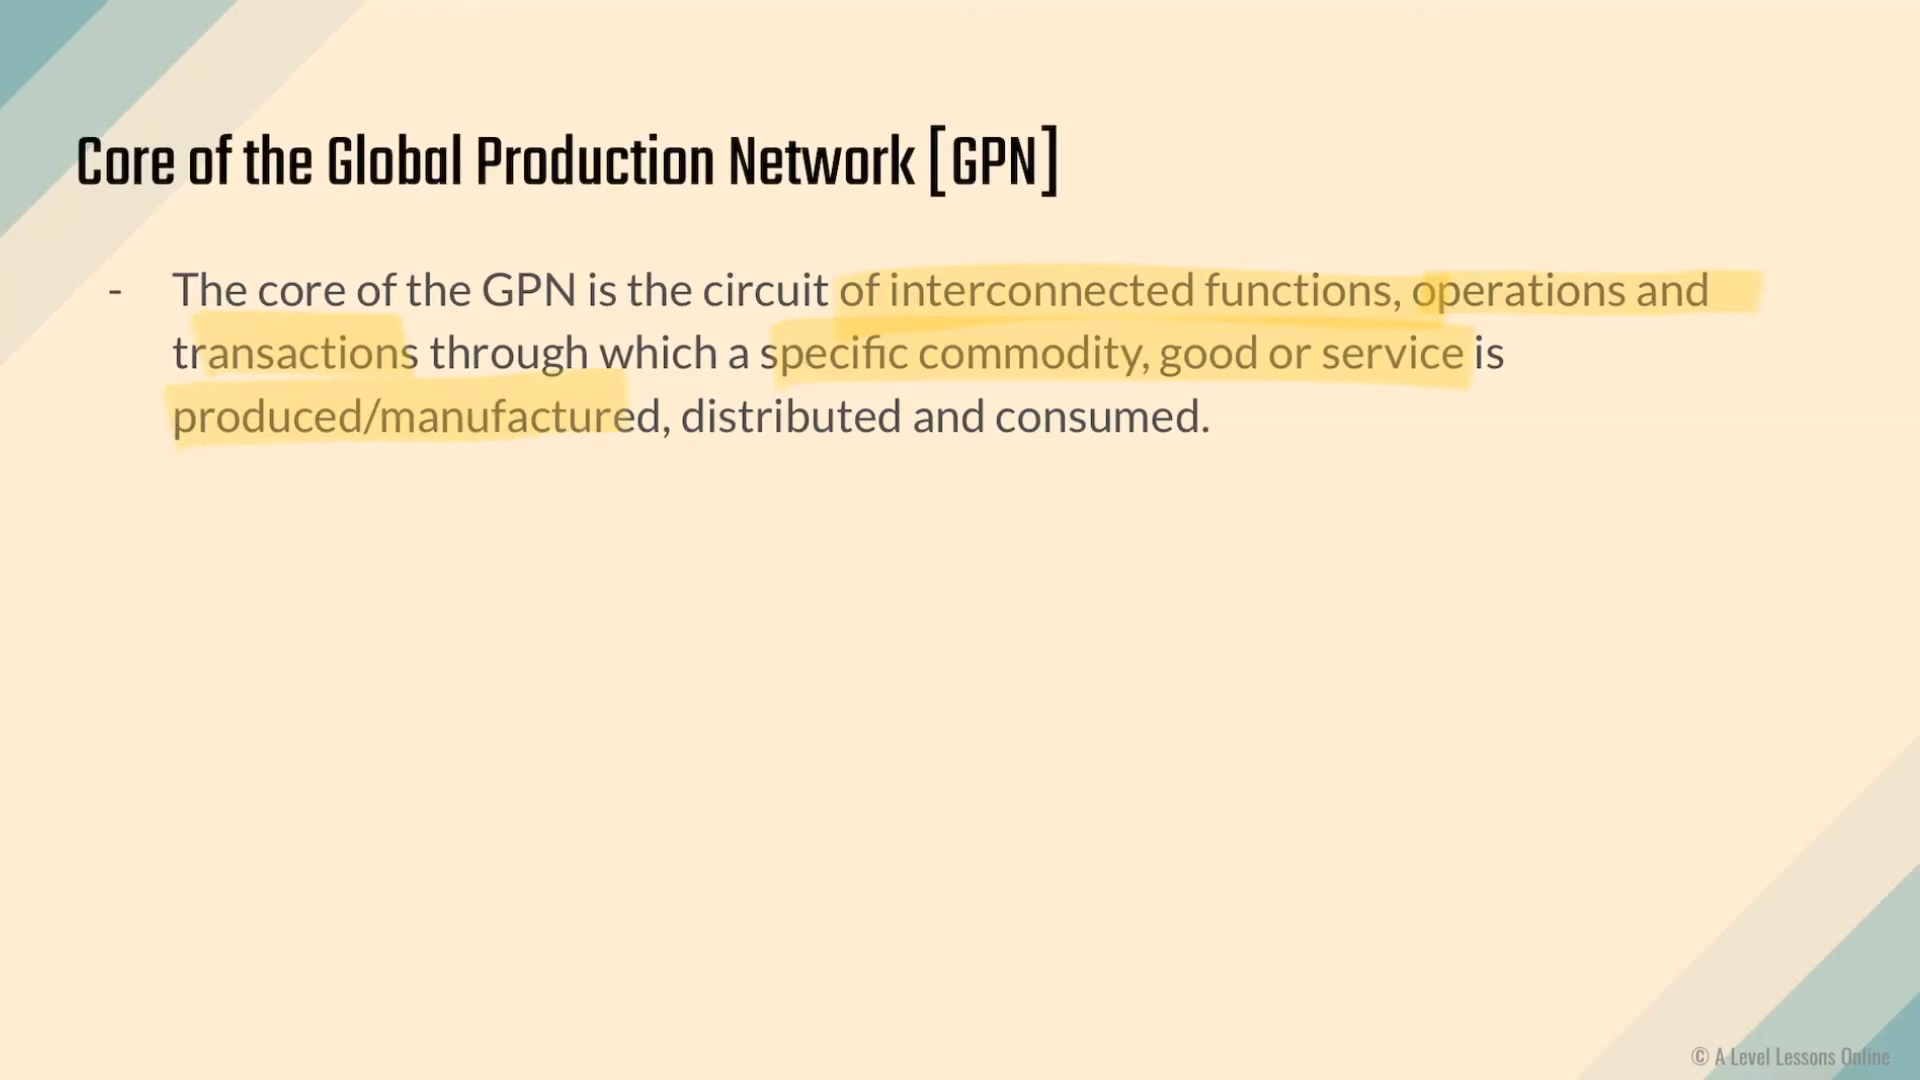 Core of the Global Production Network [GPN]
- The core of the GPN is the circuit of interconnected functions, operations and
transactions through which a specific commodity, good or service is
produced/manufactured, distributed and consumed.
© A Level Lessons Online